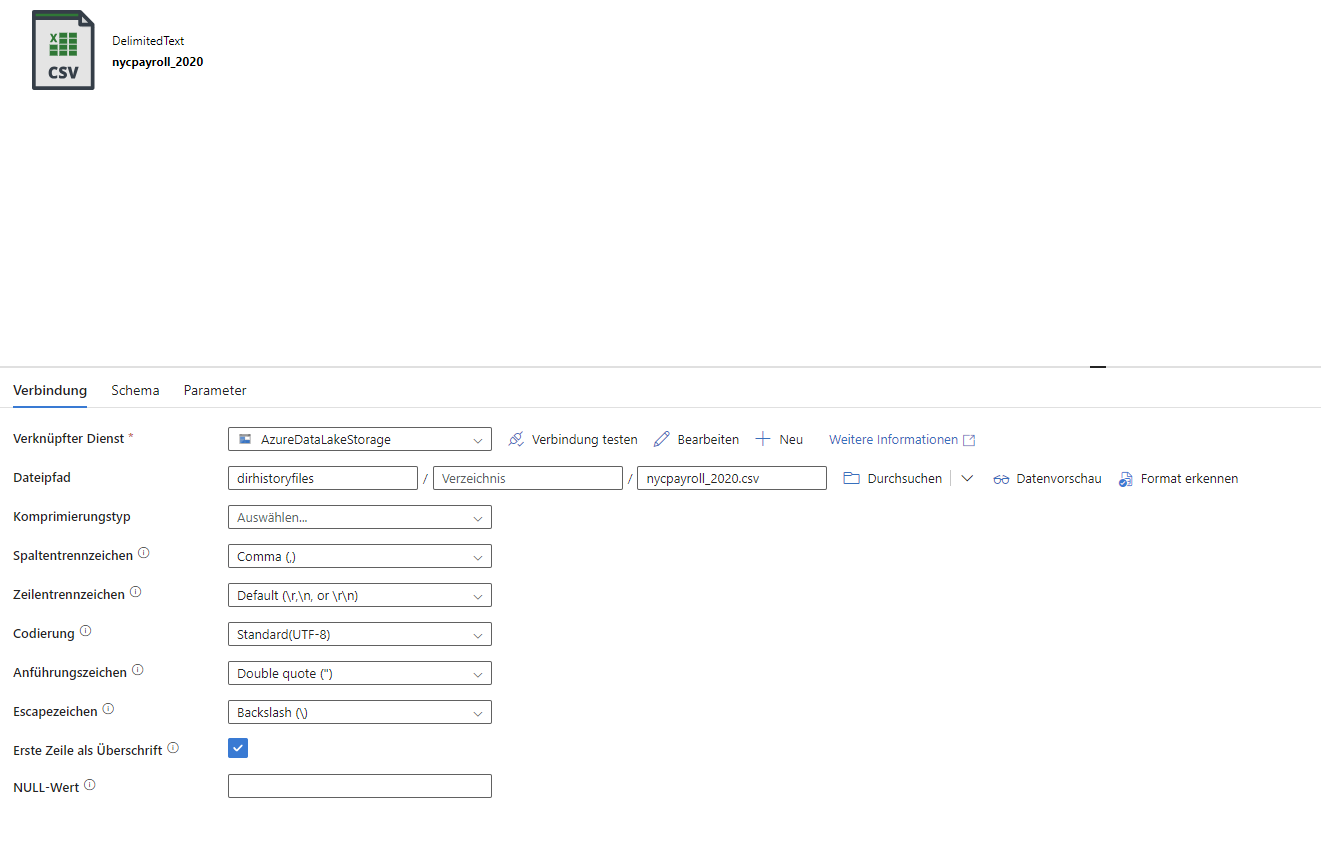 CSV
DelimitedText
nycpayroll_2020
Verbindung Schema Parameter
Verknüpfter Dienst * AzureDataLakeStorage Verbindung testen Bearbeiten Neu Weitere Informationen
Dateipfad dirhistoryfiles / Verzeichnis / nycpayroll_2020.csv Durchsuchen Datenvorschau Format erkennen
Komprimierungstyp Auswählen...
Spaltentrennzeichen Comma (,)
Zeilentrennzeichen Default (\r,\n, or \r\n)
Codierung Standard(UTF-8)
Anführungszeichen Double quote (")
Escapezeichen Backslash (\)
Erste Zeile als Überschrift
NULL-Wert